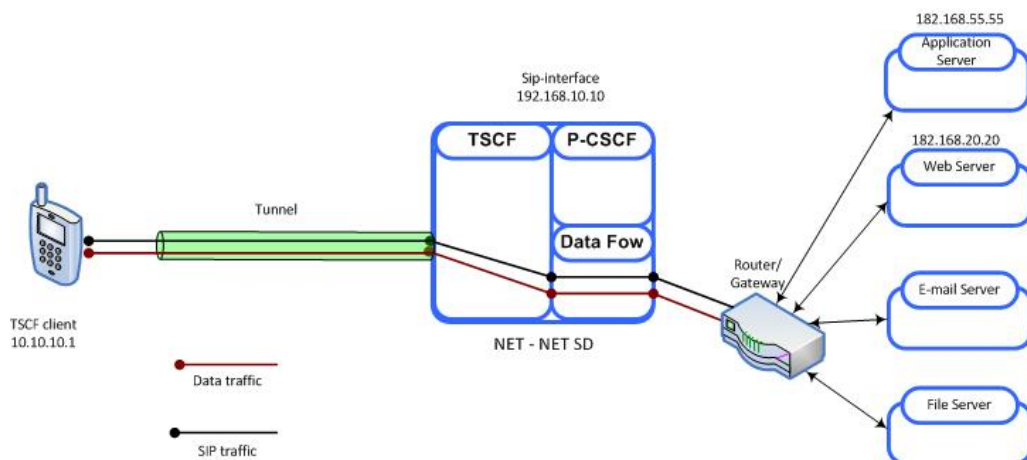 182.168.55.55
Application
Server
Sip-interface
192.168.10.10
TSCF
P-CSCF
182.168.20.20
Web Server
Tunnel
Data Fow
Router/
Gateway
E-mail Server
TSCF client
10.10.10.1
NET - NET SD
Data traffic
File Server
SIP traffic